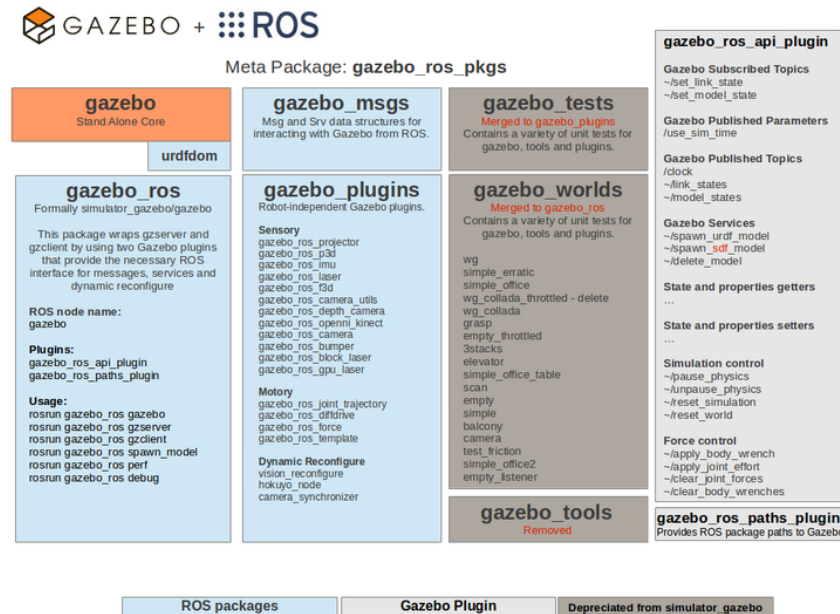 GAZEBO + ROS
Meta Package: gazebo_ros_pkgs
gazebo
Stand Alone Core
urdfdom
gazebo_ros
Formally simulator_gazebo/gazebo
This package wraps gzserver and
gzclient by using two Gazebo plugins
that provide the necessary ROS
interface for messages, services and
dynamic reconfigure
ROS node name:
gazebo
Plugins:
gazebo_ros_api_plugin
gazebo_ros_paths_plugin
Usage:
rosrun gazebo_ros gazebo
rosrun gazebo_ros gzserver
rosrun gazebo_ros gzclient
rosrun gazebo_ros spawn_model
rosrun gazebo_ros perf
rosrun gazebo_ros debug
gazebo_msgs
Msg and Srv data structures for
interacting with Gazebo from ROS.
gazebo_plugins
Robot-independent Gazebo plugins.
Sensory
gazebo_ros_projector
gazebo_ros_p3d
gazebo_ros_imu
gazebo_ros_laser
gazebo_ros_f3d
gazebo_ros_camera_utils
gazebo_ros_depth_camera
gazebo_ros_openni_kinect
gazebo_ros_camera
gazebo_ros_bumper
gazebo_ros_block_laser
gazebo_ros_gpu_laser
Motory
gazebo_ros_joint_trajectory
gazebo_ros_diffdrive
gazebo_ros_force
gazebo_ros_template
Dynamic Reconfigure
vision_reconfigure
hokuyo_node
camera_synchronizer
gazebo_tests
Merged to gazebo_plugins
Contains a variety of unit tests for
gazebo, tools and plugins.
gazebo_worlds
Merged to gazebo_ros
Contains a variety of unit tests for
gazebo, tools and plugins.
wg
simple_erratic
simple_office
wg_collada_throttled - delete
wg_collada
grasp
empty_throttled
3stacks
elevator
simple_office_table
scan
empty
simple
balcony
camera
test_friction
simple_office2
empty_listener
gazebo_tools
Removed
gazebo_ros_api_plugin
Gazebo Subscribed Topics
~/set_link_state
~/set_model_state
Gazebo Published Parameters
/use_sim_time
Gazebo Published Topics
/clock
~/link_states
~/model_states
Gazebo Services
~/spawn_urdf_model
~/spawn_sdf_model
~/delete_model
State and properties getters
...
State and properties setters
...
Simulation control
~/pause_physics
~/unpause_physics
~/reset_simulation
~/reset_world
Force control
~/apply_body_wrench
~/apply_joint_effort
~/clear_joint_forces
~/clear_body_wrenches
gazebo_ros_paths_plugin
Provides ROS package paths to Gazebo
ROS packages
Gazebo Plugin
Depreciated from simulator_gazebo